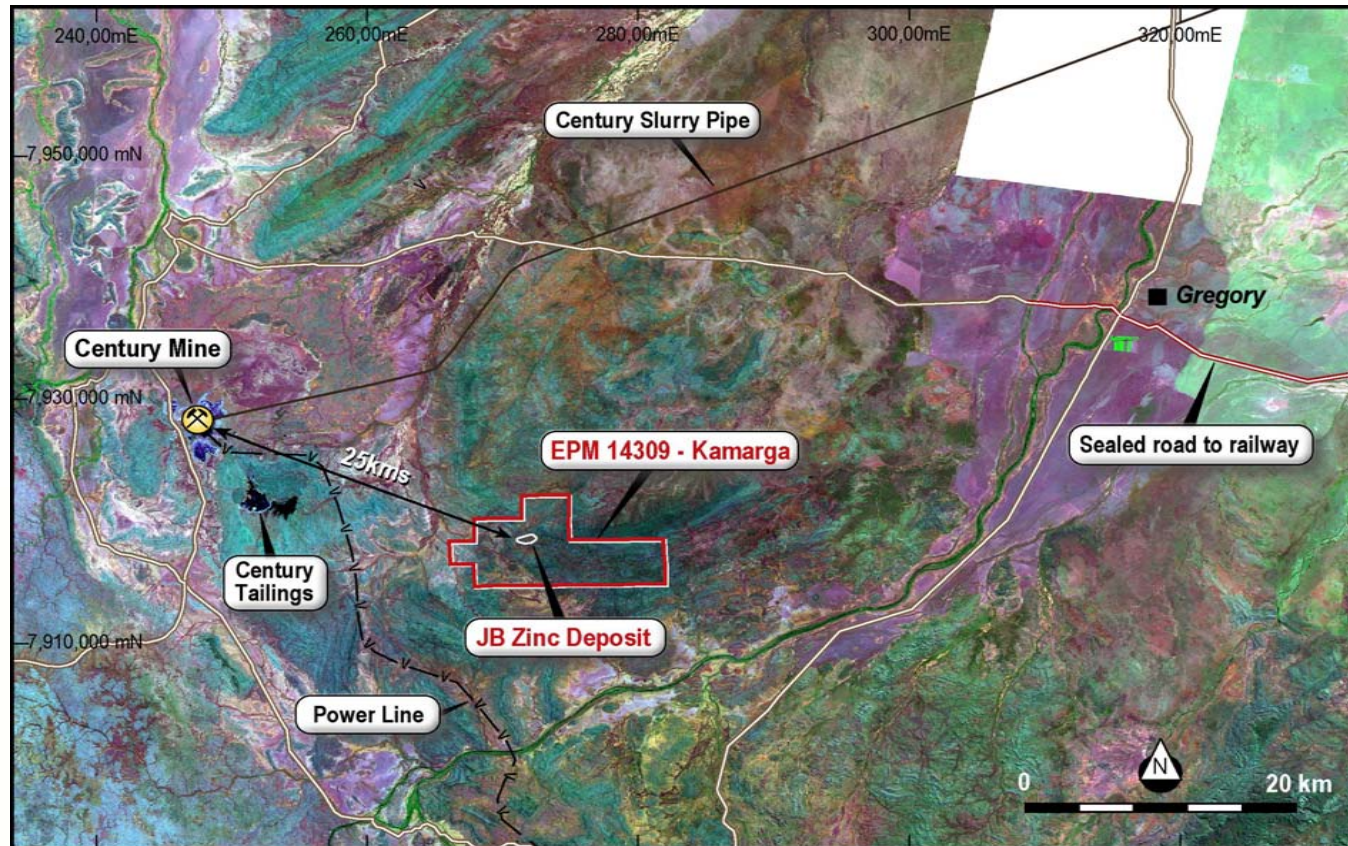 240,00mE
260,00mE
280,00mE
300,00mE
320,00mE
Century Slurry Pipe
7,950,000 mN
Gregory
Century Mine
7,930,000 mN
Sealed road to railway
EPM 14309 - Kamarga
25kms
Century
Tailings
JB Zinc Deposit
7,910,000 mN
Power Line
N
0
20 km